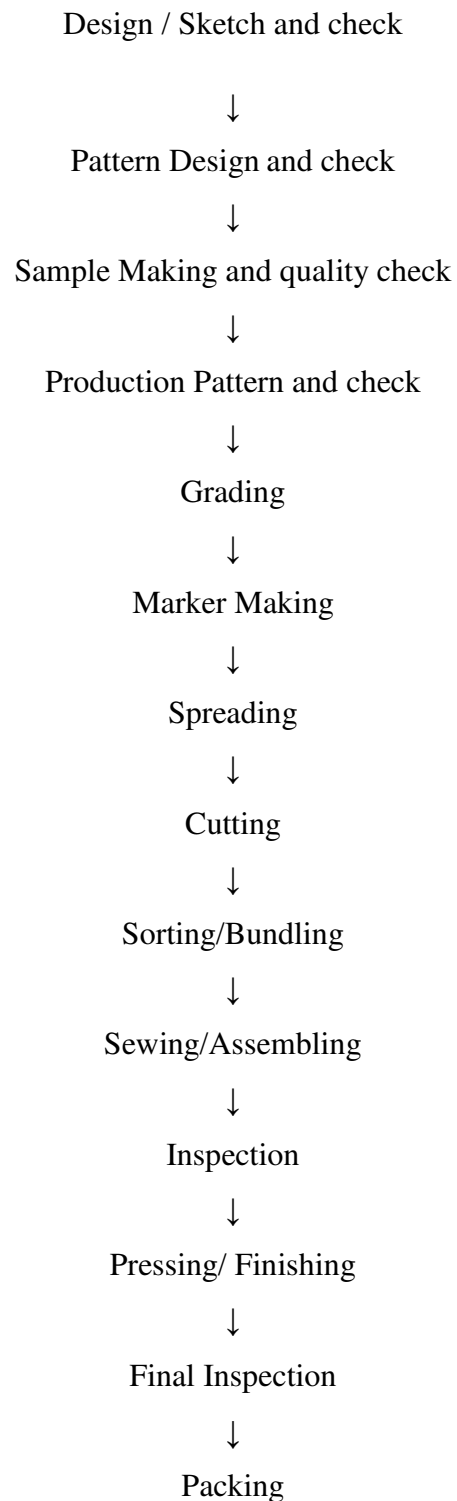 Design / Sketch and check
↓
Pattern Design and check
↓
Sample Making and quality check
↓
Production Pattern and check
↓
Grading
↓
Marker Making
↓
Spreading
↓
Cutting
↓
Sorting/Bundling
↓
Sewing/Assembling
↓
Inspection
↓
Pressing/ Finishing
↓
Final Inspection
↓
Packing